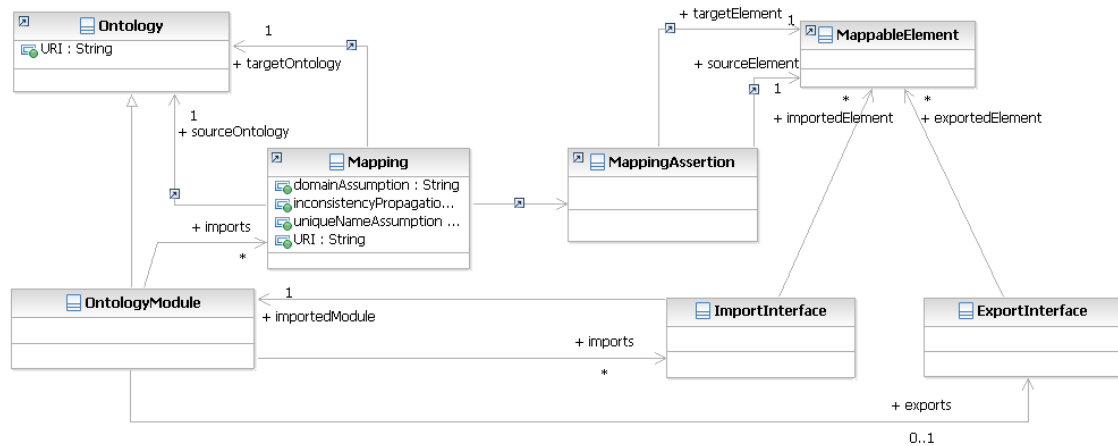 Ontology
URI : String
1
+ targetOntology
1
+ sourceOntology
+ targetElement
1
MappableElement
+ sourceElement
1
*
+ importedElement
*
+ exportedElement
Mapping
domainAssumption : String
inconsistencyPropagatio...
uniqueNameAssumption ...
URI : String
MappingAssertion
+ imports
*
OntologyModule
1
+ importedModule
ImportInterface
ExportInterface
+ imports
*
+ exports
0..1